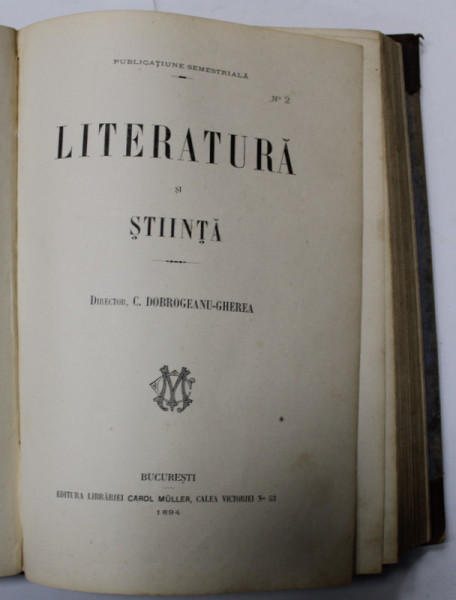 PUBLICAȚIUNE SEMESTRIALĂ
No 2
LITERATURĂ
ȘI
ȘTIINȚĂ
DIRECTOR, C. DOBROGEANU-GHEREA
BUCUREȘTI
EDITURA LIBRĂRIEI CAROL MÜLLER, CALEA VICTORIEI No 53
1894